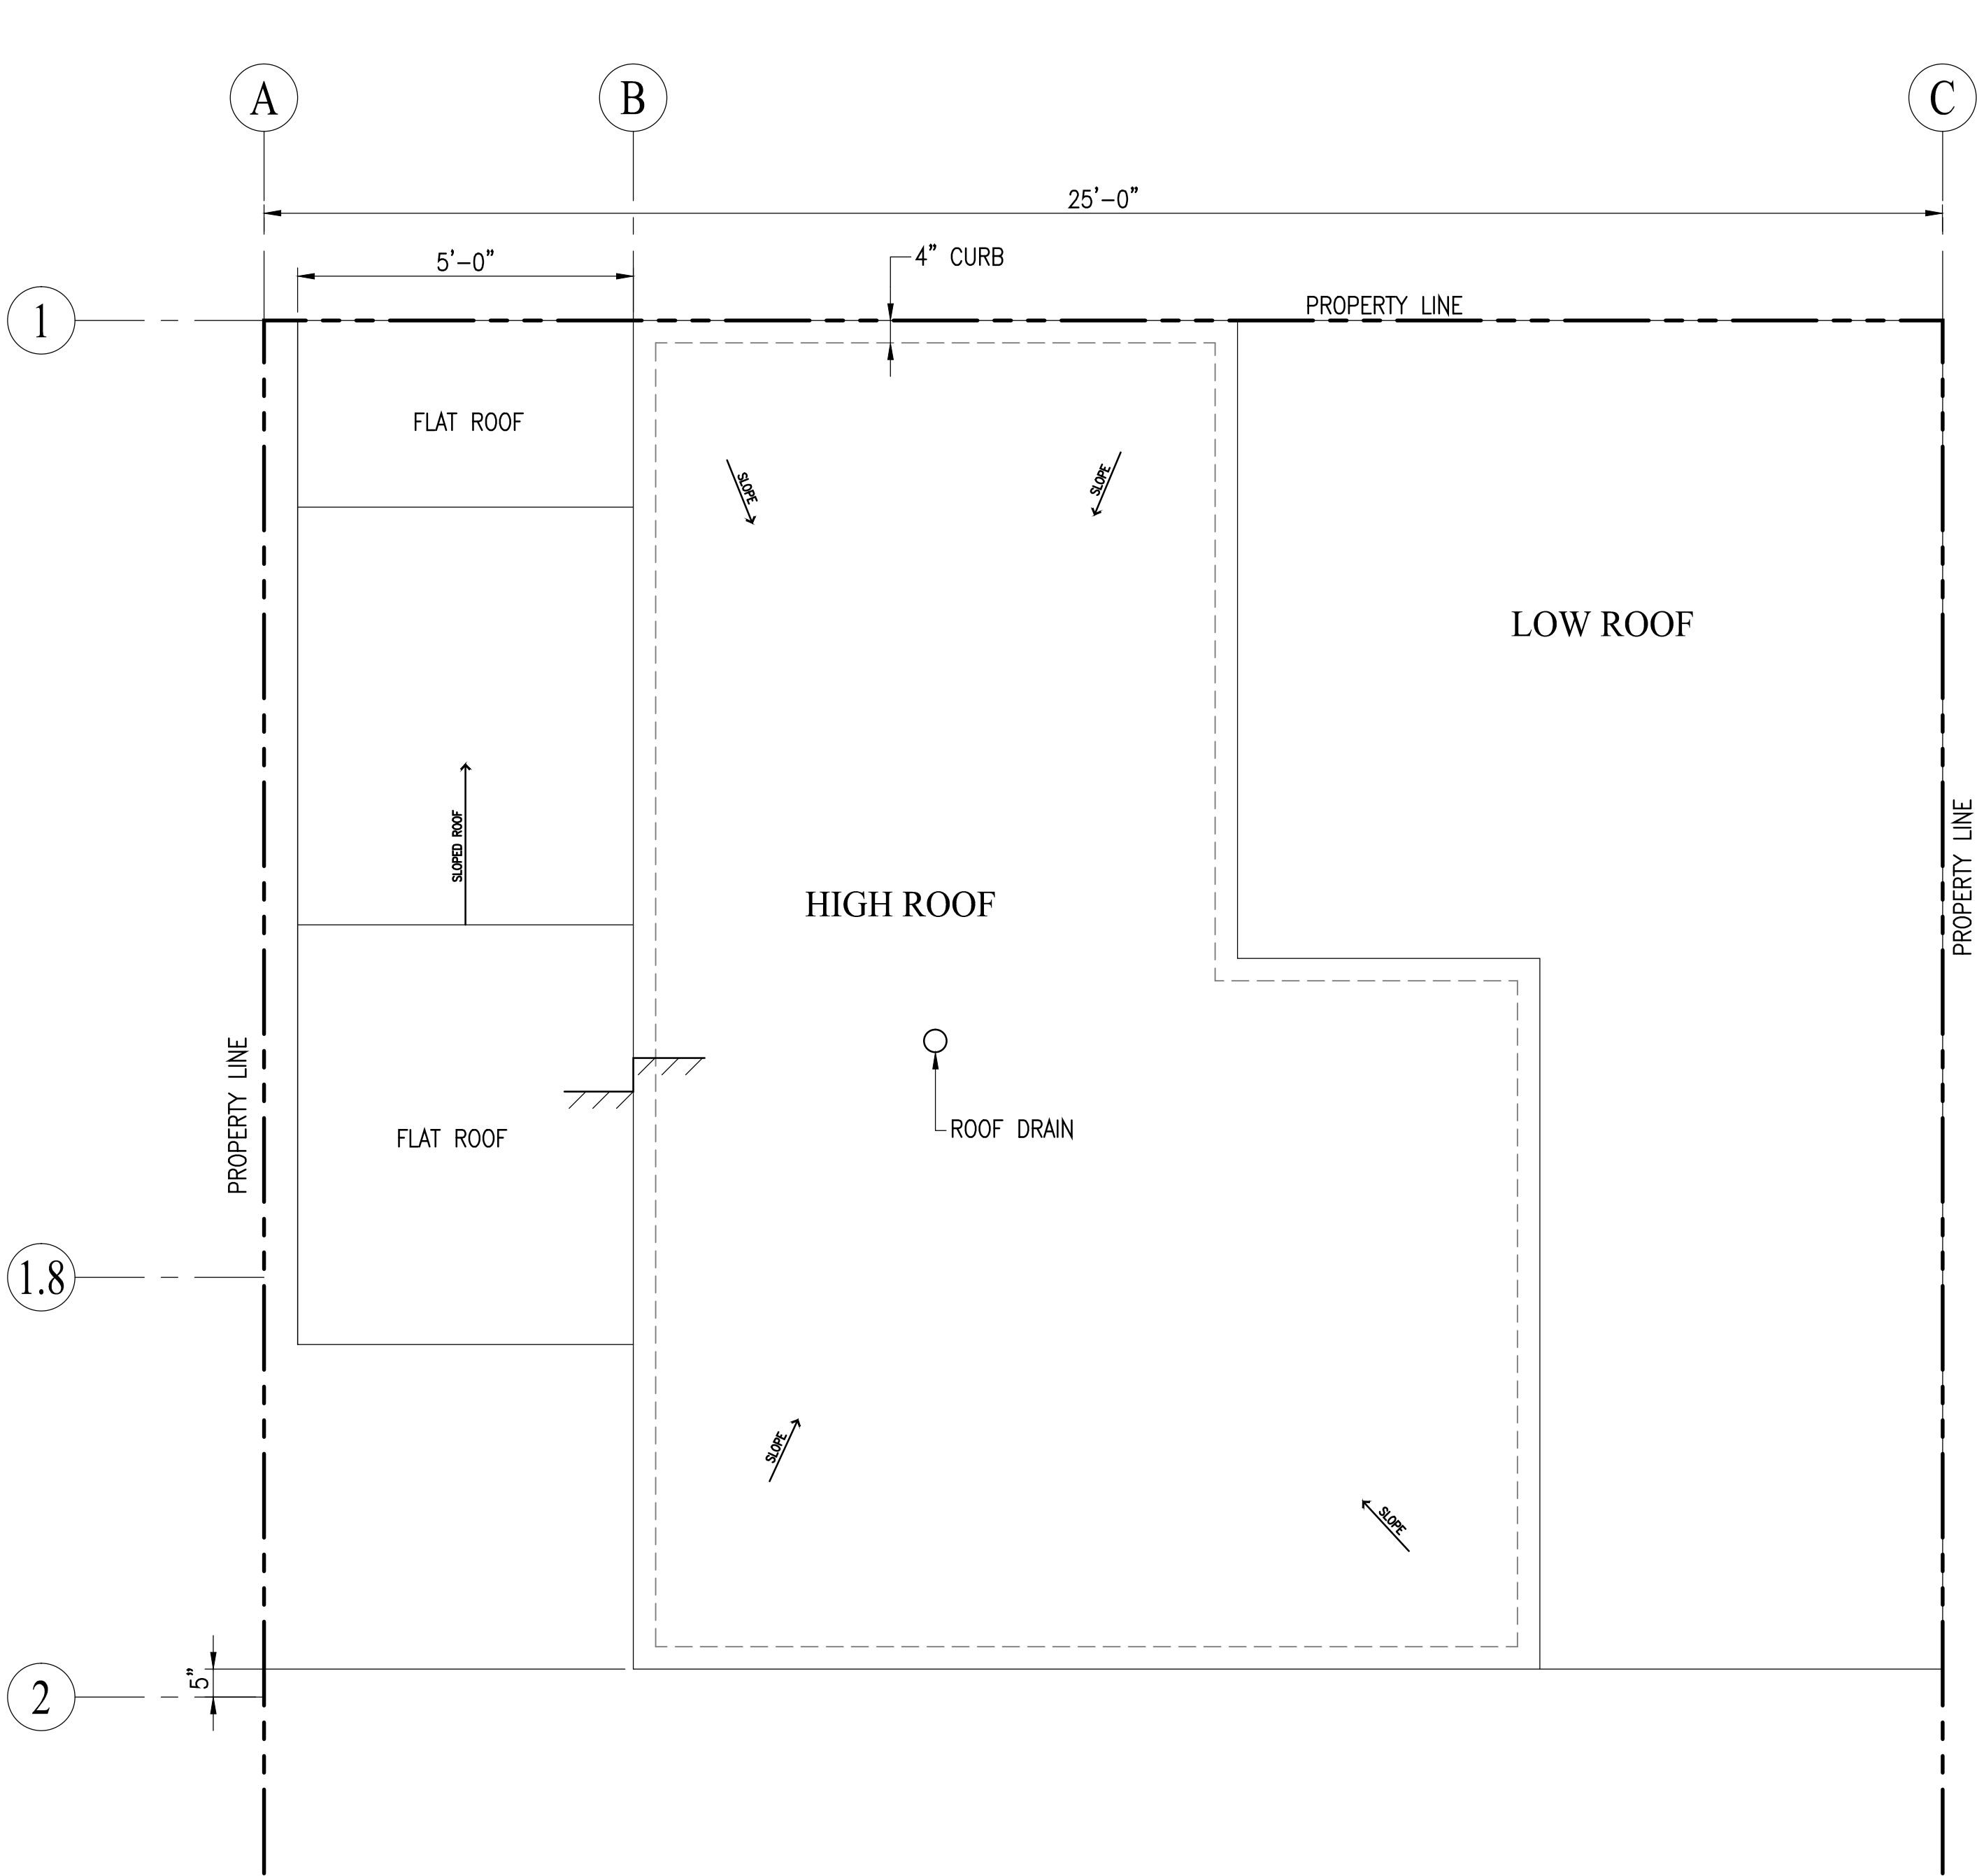 A
B
C
25'-0"
5'-0"
4" CURB
PROPERTY LINE
1
FLAT ROOF
SLOPE
SLOPE
LOW ROOF
SLOPED ROOF
HIGH ROOF
PROPERTY LINE
PROPERTY LINE
ROOF DRAIN
FLAT ROOF
1.8
SLOPE
SLOPE
5"
2